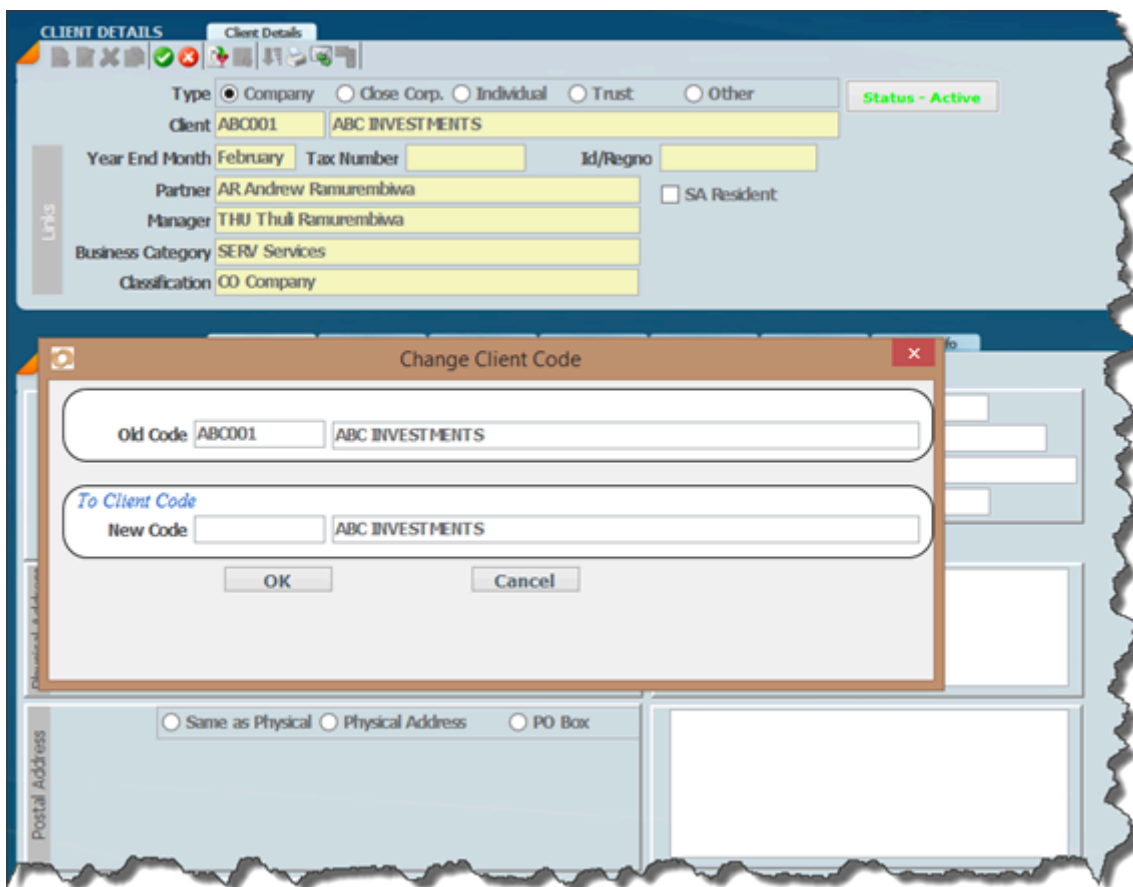 CLIENT DETAILS Client Details
Type Company Close Corp. Individual Trust Other Status - Active
Client ABC001 ABC INVESTMENTS
Year End Month February Tax Number Id/Regno
Partner AR Andrew Ramurembiwa SA Resident
Manager THU Thuli Ramurembiwa
Links
Business Category SERV Services
Classification CO Company
fo
Change Client Code
Old Code ABC001 ABC INVESTMENTS
To Client Code
New Code ABC INVESTMENTS
OK Cancel
Physical Address
Same as Physical Physical Address PO Box
Postal Address